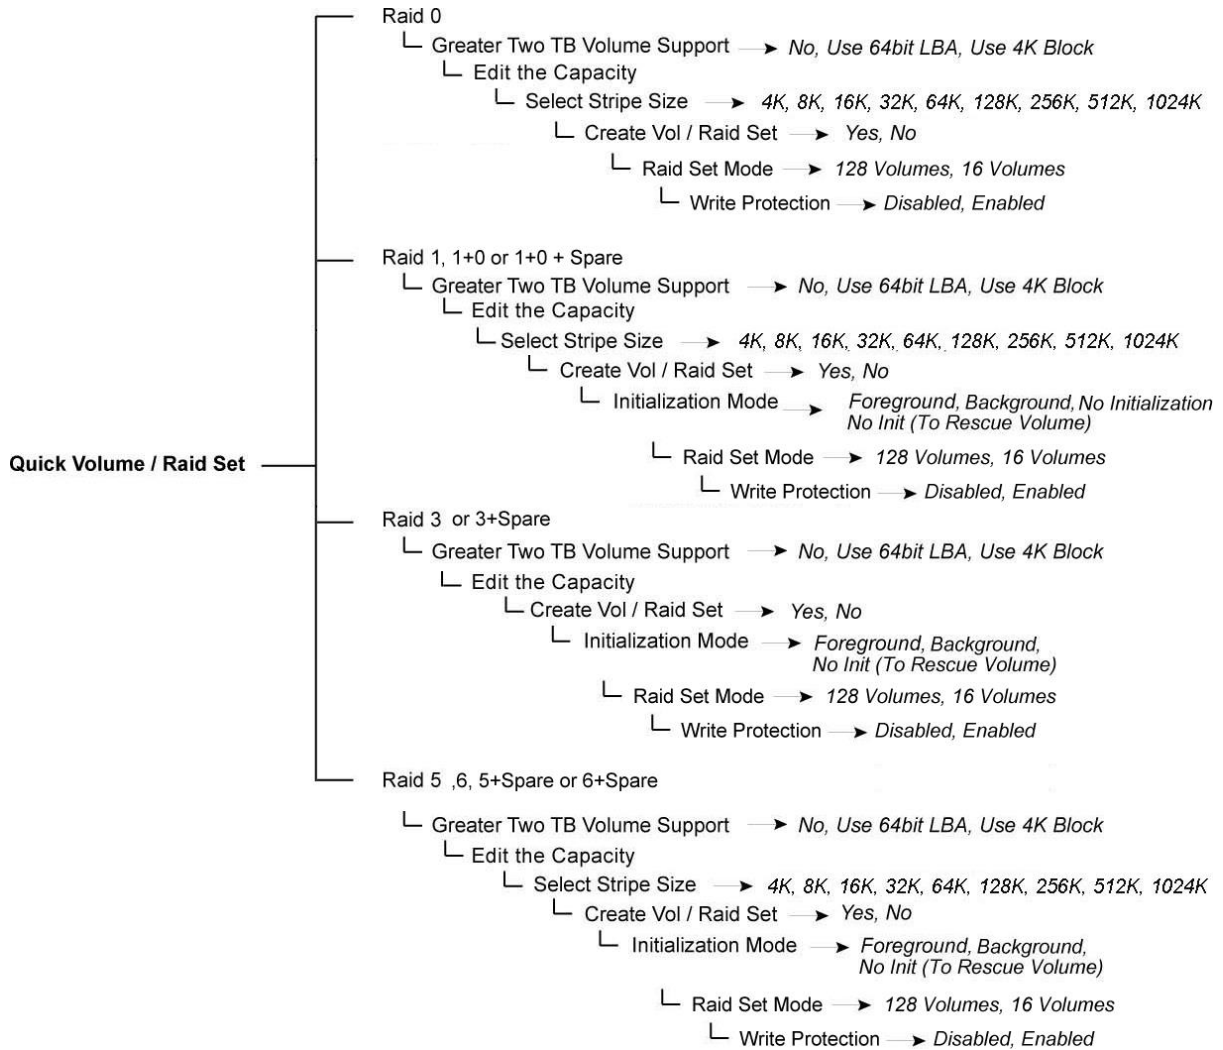 Raid 0
Greater Two TB Volume Support No, Use 64bit LBA, Use 4K Block
Edit the Capacity
Select Stripe Size 4K, 8K, 16K, 32K, 64K, 128K, 256K, 512K, 1024K
Create Vol / Raid Set Yes, No
Raid Set Mode 128 Volumes, 16 Volumes
Write Protection Disabled, Enabled
Raid 1, 1+0 or 1+0 + Spare
Greater Two TB Volume Support No, Use 64bit LBA, Use 4K Block
Edit the Capacity
Select Stripe Size 4K, 8K, 16K, 32K, 64K, 128K, 256K, 512K, 1024K
Create Vol / Raid Set Yes, No
Initialization Mode Foreground, Background, No Initialization
No Init (To Rescue Volume)
Raid Set Mode 128 Volumes, 16 Volumes
Quick Volume / Raid Set
Write Protection Disabled, Enabled
Raid 3 or 3+Spare
Greater Two TB Volume Support No, Use 64bit LBA, Use 4K Block
Edit the Capacity
Create Vol / Raid Set Yes, No
Initialization Mode Foreground, Background,
No Init (To Rescue Volume)
Raid Set Mode 128 Volumes, 16 Volumes
Write Protection Disabled, Enabled
Raid 5 ,6, 5+Spare or 6+Spare
Greater Two TB Volume Support No, Use 64bit LBA, Use 4K Block
Edit the Capacity
Select Stripe Size 4K, 8K, 16K, 32K, 64K, 128K, 256K, 512K, 1024K
Create Vol / Raid Set Yes, No
Initialization Mode Foreground, Background,
No Init (To Rescue Volume)
Raid Set Mode 128 Volumes, 16 Volumes
Write Protection Disabled, Enabled